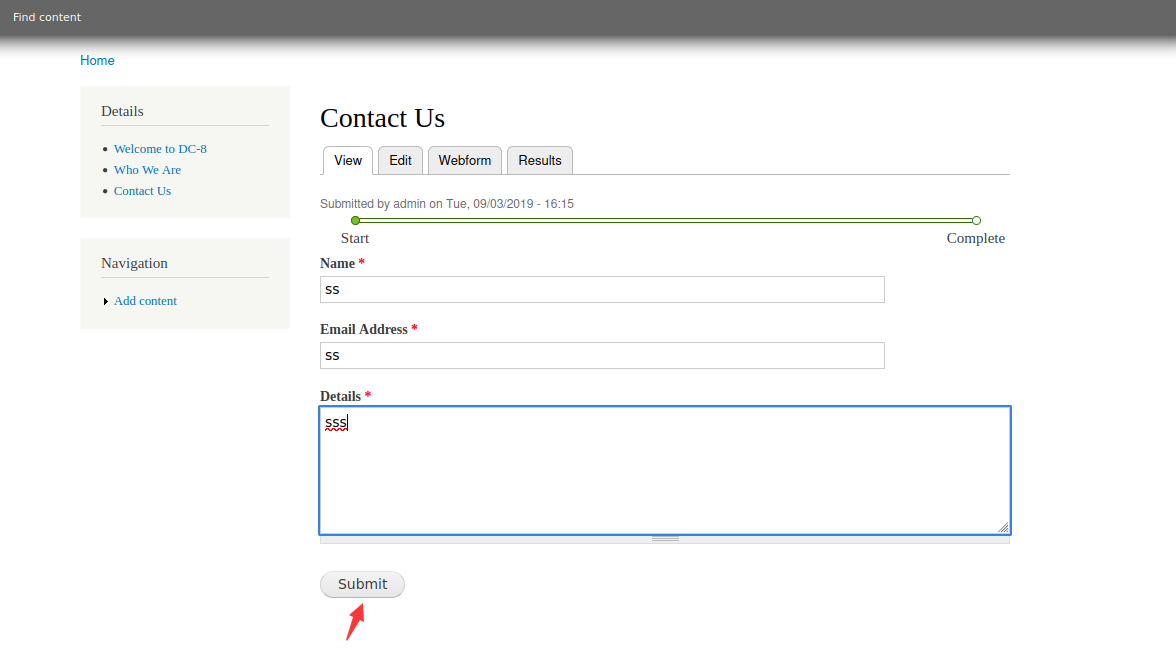 Find content
Home
Details
Welcome to DC-8
Who We Are
Contact Us
Navigation
Add content
Contact Us
View Edit Webform Results
Submitted by admin on Tue, 09/03/2019 - 16:15
Start Complete
Name *
ss
Email Address *
ss
Details *
sss
Submit